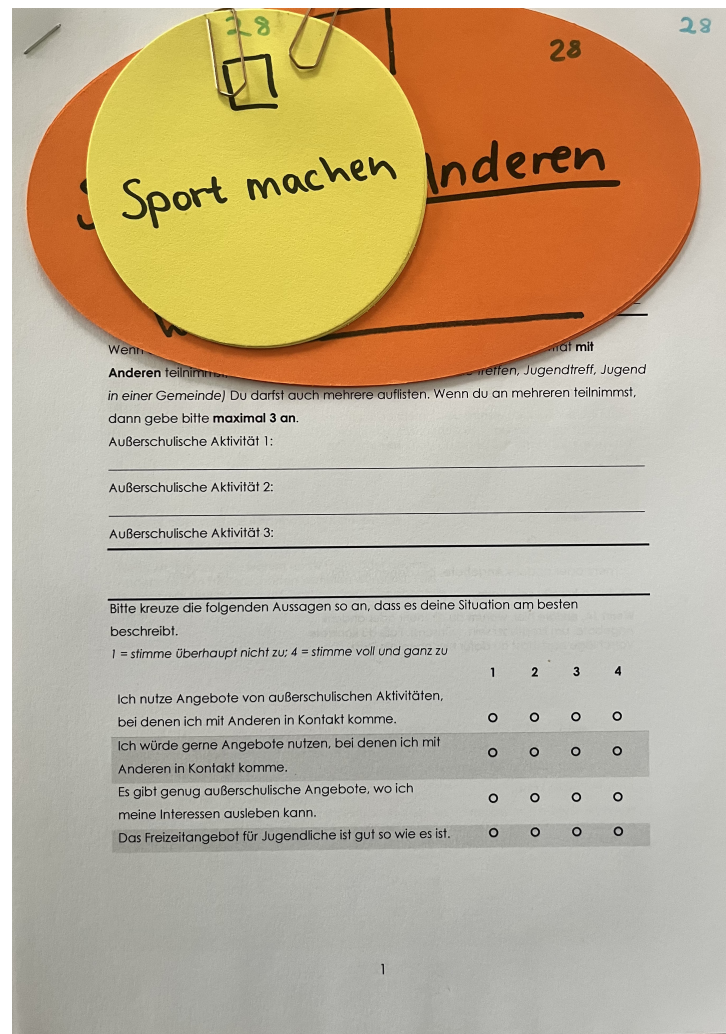 28
28
28
Anderen
Sport machen
Wenn
mit
Anderen teilnimmst
treffen, Jugendtreff, Jugend
in einer Gemeinde) Du darfst auch mehrere auflisten. Wenn du an mehreren teilnimmst,
dann gebe bitte maximal 3 an.
Außerschulische Aktivität 1:
Außerschulische Aktivität 2:
Außerschulische Aktivität 3:
Bitte kreuze die folgenden Aussagen so an, dass es deine Situation am besten
beschreibt.
1 = stimme überhaupt nicht zu; 4 = stimme voll und ganz zu
1 2 3 4
Ich nutze Angebote von außerschulischen Aktivitäten,
bei denen ich mit Anderen in Kontakt komme.
Ich würde gerne Angebote nutzen, bei denen ich mit
Anderen in Kontakt komme.
Es gibt genug außerschulische Angebote, wo ich
meine Interessen ausleben kann.
Das Freizeitangebot für Jugendliche ist gut so wie es ist.
1